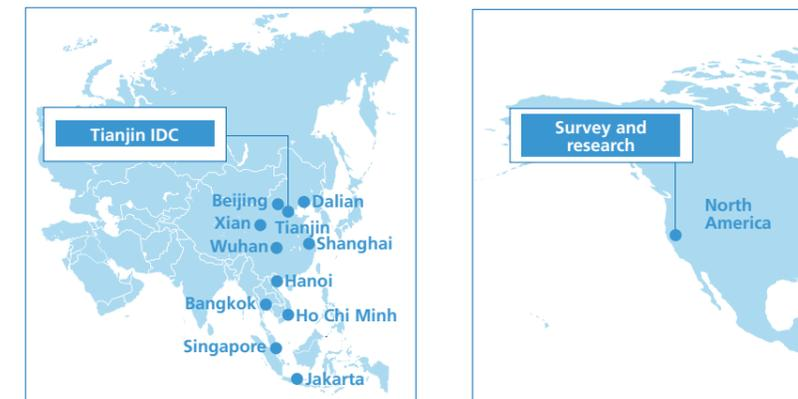 Tianjin IDC
Beijing
Dalian
Xian
Tianjin
Wuhan
Shanghai
Hanoi
Bangkok
Ho Chi Minh
Singapore
Jakarta
Survey and
research
North
America